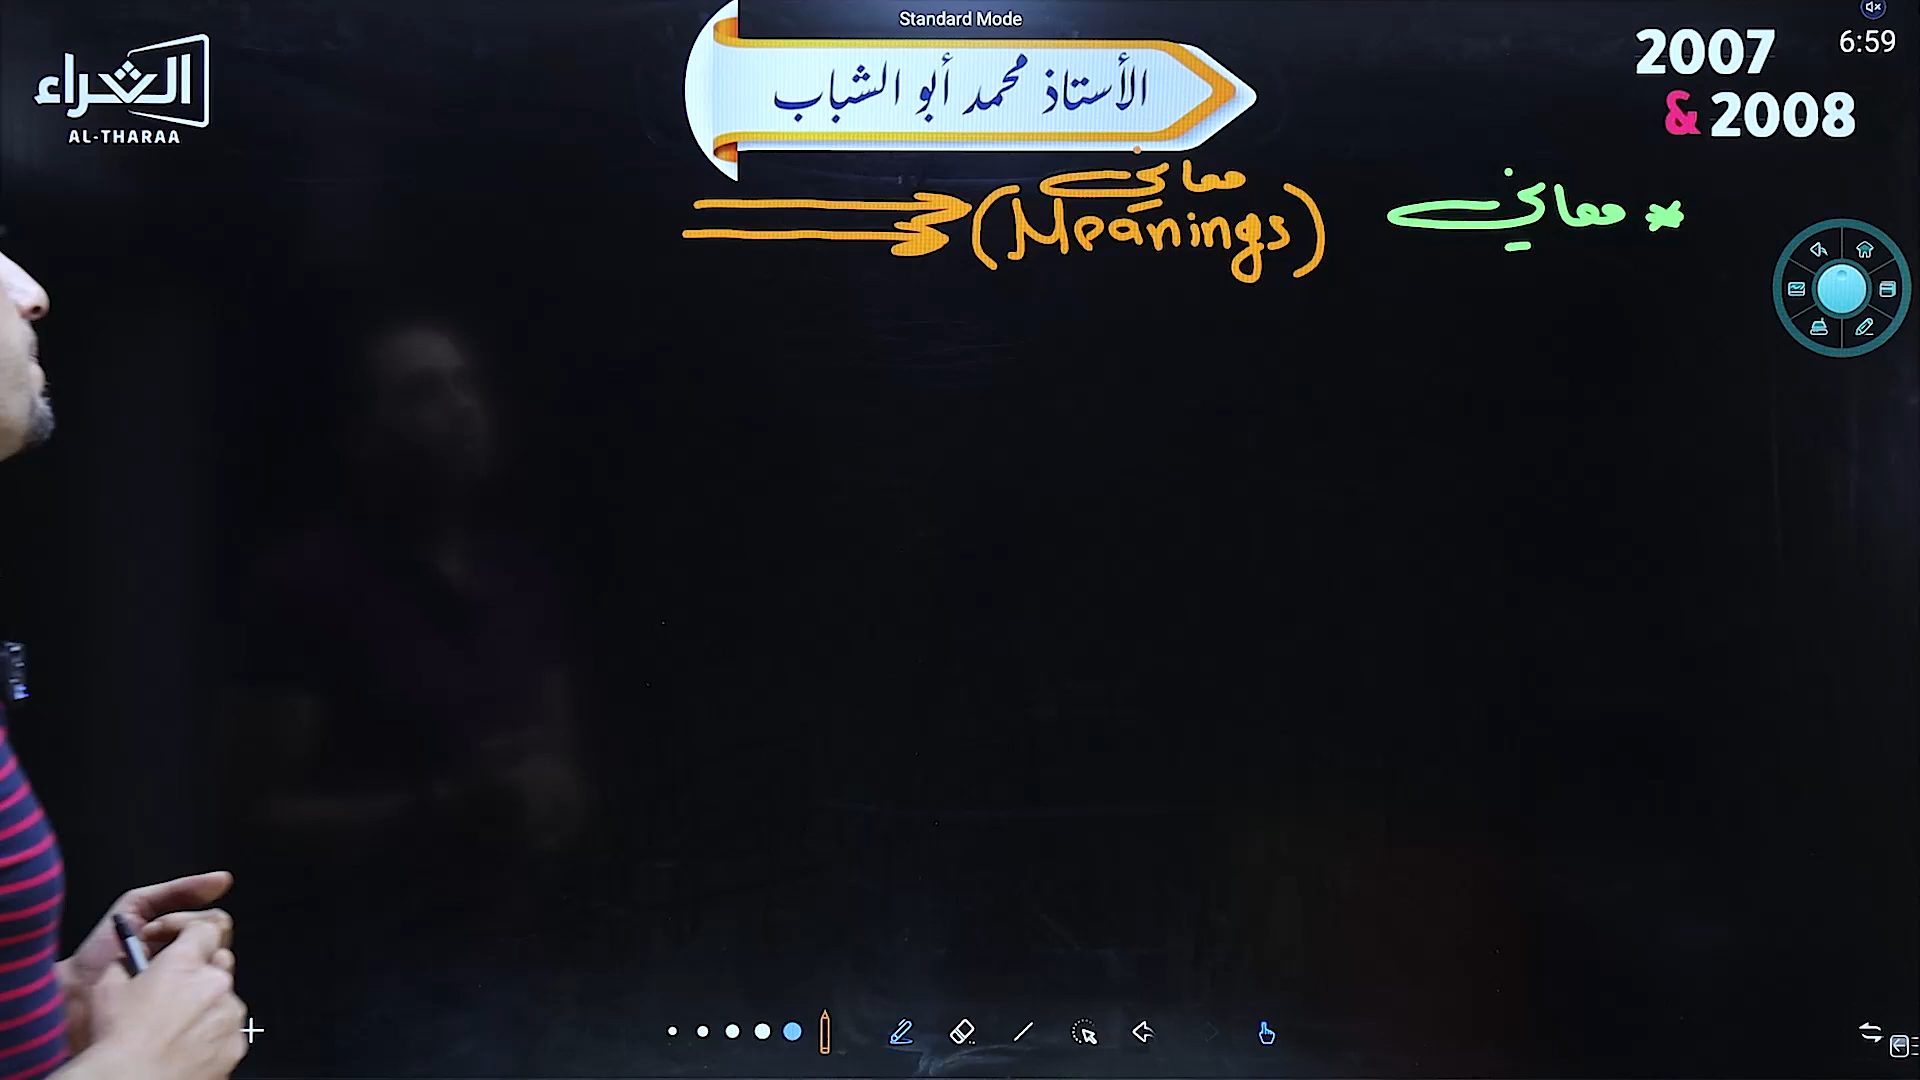 Standard Mode
6:59
الثراء
AL-THARAA
الأستاذ محمد أبو الشباب
2007
& 2008
معاني
(Meanings)
* معاني